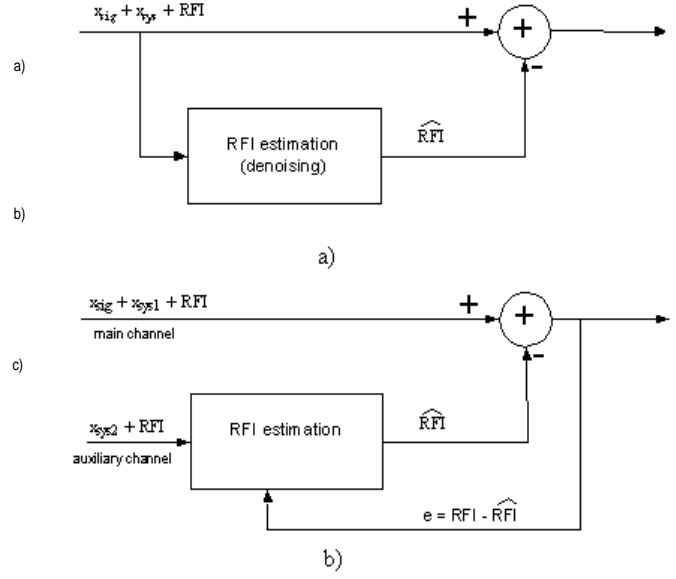 x_sig + x_sys + RFI
+
+
a)
-
RFI estimation
(denoising)
R͡FI
b)
a)
x_sig + x_sys1 + RFI
+
+
main channel
-
c)
R͡FI
x_sys2 + RFI
RFI estimation
auxiliary channel
e = RFI - R͡FI
b)